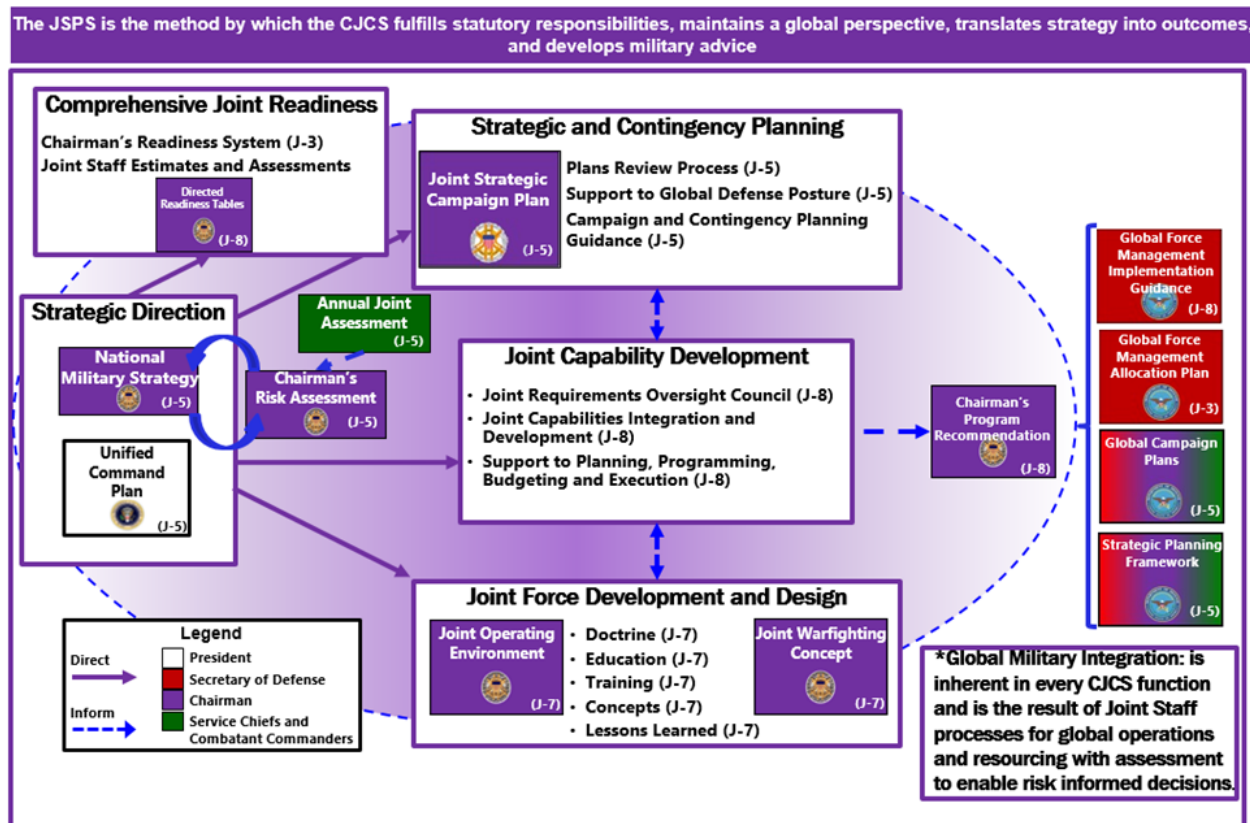 The JSPS is the method by which the CJCS fulfills statutory responsibilities, maintains a global perspective, translates strategy into outcomes,
and develops military advice
Comprehensive Joint Readiness
Chairman's Readiness System (J-3)
Joint Staff Estimates and Assessments
Directed
Readiness Tables
(J-8)
Strategic and Contingency Planning
Joint Strategic
Campaign Plan
(J-5)
Plans Review Process (J-5)
Support to Global Defense Posture (J-5)
Campaign and Contingency Planning
Guidance (J-5)
Strategic Direction
National
Military Strategy
(J-5)
Unified
Command
Plan
(J-5)
Annual Joint
Assessment
(J-5)
Chairman's
Risk Assessment
(J-5)
Joint Capability Development
• Joint Requirements Oversight Council (J-8)
• Joint Capabilities Integration and
Development (J-8)
• Support to Planning, Programming,
Budgeting and Execution (J-8)
Chairman's
Program
Recommendation
(J-8)
Global Force
Management
Implementation
Guidance
(J-8)
Global Force
Management
Allocation Plan
(J-3)
Global Campaign
Plans
(J-5)
Strategic Planning
Framework
(J-5)
Joint Force Development and Design
Joint Operating
Environment
(J-7)
• Doctrine (J-7)
• Education (J-7)
• Training (J-7)
• Concepts (J-7)
• Lessons Learned (J-7)
Joint Warfighting
Concept
(J-7)
Legend
Direct
Inform
President
Secretary of Defense
Chairman
Service Chiefs and
Combatant Commanders
*Global Military Integration: is
inherent in every CJCS function
and is the result of Joint Staff
processes for global operations
and resourcing with assessment
to enable risk informed decisions.